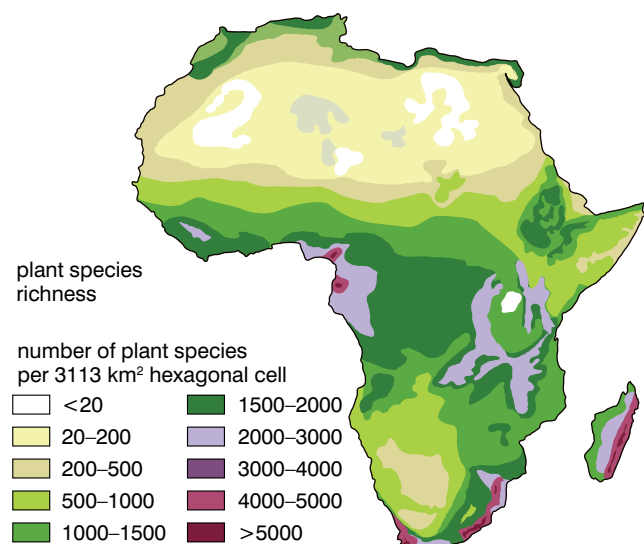 plant species
richness
number of plant species
per 3113 km² hexagonal cell
<20
20–200
200–500
500–1000
1000–1500
1500–2000
2000–3000
3000–4000
4000–5000
>5000